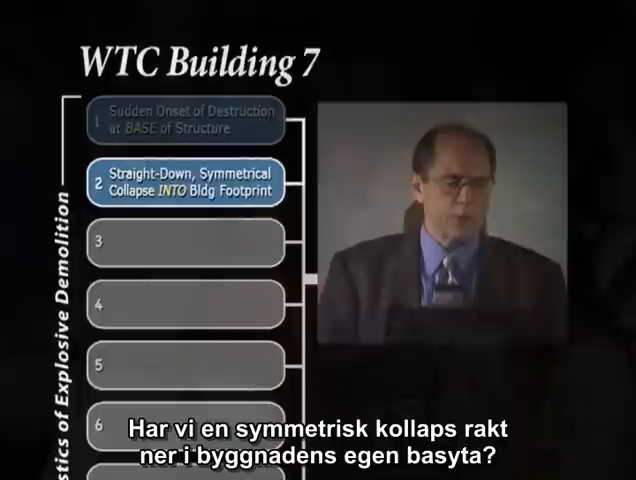 WTC Building 7
1 Sudden Onset of Destruction
at BASE of Structure
2 Straight-Down, Symmetrical
Collapse INTO Bldg Footprint
3
4
5
6
stics of Explosive Demolition
Har vi en symmetrisk kollaps rakt
ner i byggnadens egen basyta?